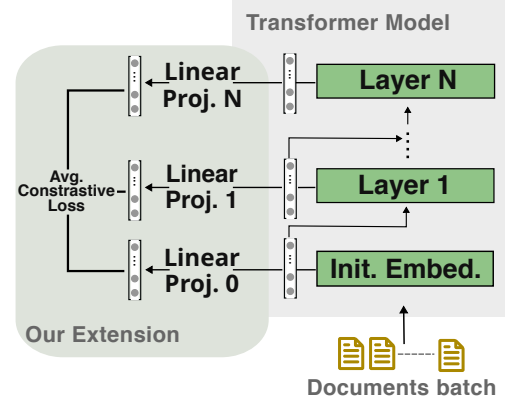 Transformer Model
Linear
Proj. N
Layer N
Avg.
Constrastive
Loss
Linear
Proj. 1
Layer 1
Linear
Proj. 0
Init. Embed.
Our Extension
Documents batch